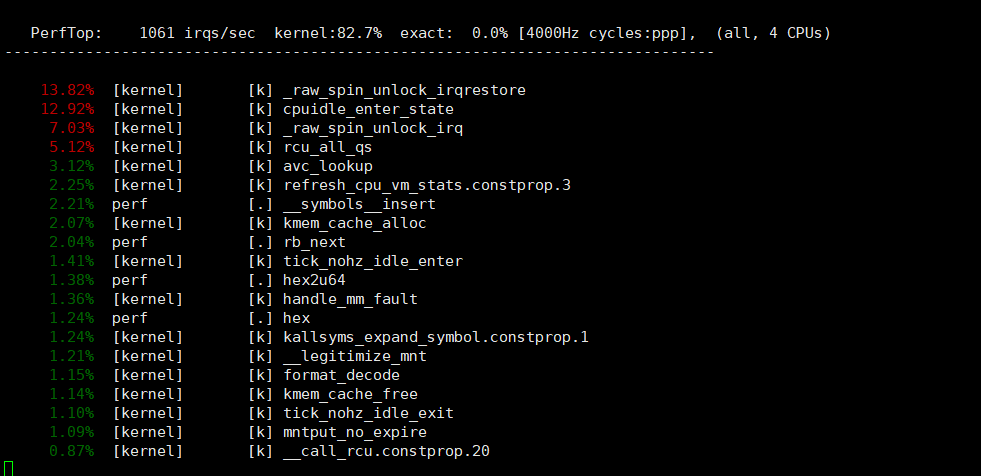 PerfTop:    1061 irqs/sec  kernel:82.7%  exact:  0.0% [4000Hz cycles:ppp],  (all, 4 CPUs)
-------------------------------------------------------------------------------
13.82%  [kernel]       [k] _raw_spin_unlock_irqrestore
12.92%  [kernel]       [k] cpuidle_enter_state
7.03%  [kernel]       [k] _raw_spin_unlock_irq
5.12%  [kernel]       [k] rcu_all_qs
3.12%  [kernel]       [k] avc_lookup
2.25%  [kernel]       [k] refresh_cpu_vm_stats.constprop.3
2.21%  perf           [.] __symbols__insert
2.07%  [kernel]       [k] kmem_cache_alloc
2.04%  perf           [.] rb_next
1.41%  [kernel]       [k] tick_nohz_idle_enter
1.38%  perf           [.] hex2u64
1.36%  [kernel]       [k] handle_mm_fault
1.24%  perf           [.] hex
1.24%  [kernel]       [k] kallsyms_expand_symbol.constprop.1
1.21%  [kernel]       [k] __legitimize_mnt
1.15%  [kernel]       [k] format_decode
1.14%  [kernel]       [k] kmem_cache_free
1.10%  [kernel]       [k] tick_nohz_idle_exit
1.09%  [kernel]       [k] mntput_no_expire
0.87%  [kernel]       [k] __call_rcu.constprop.20